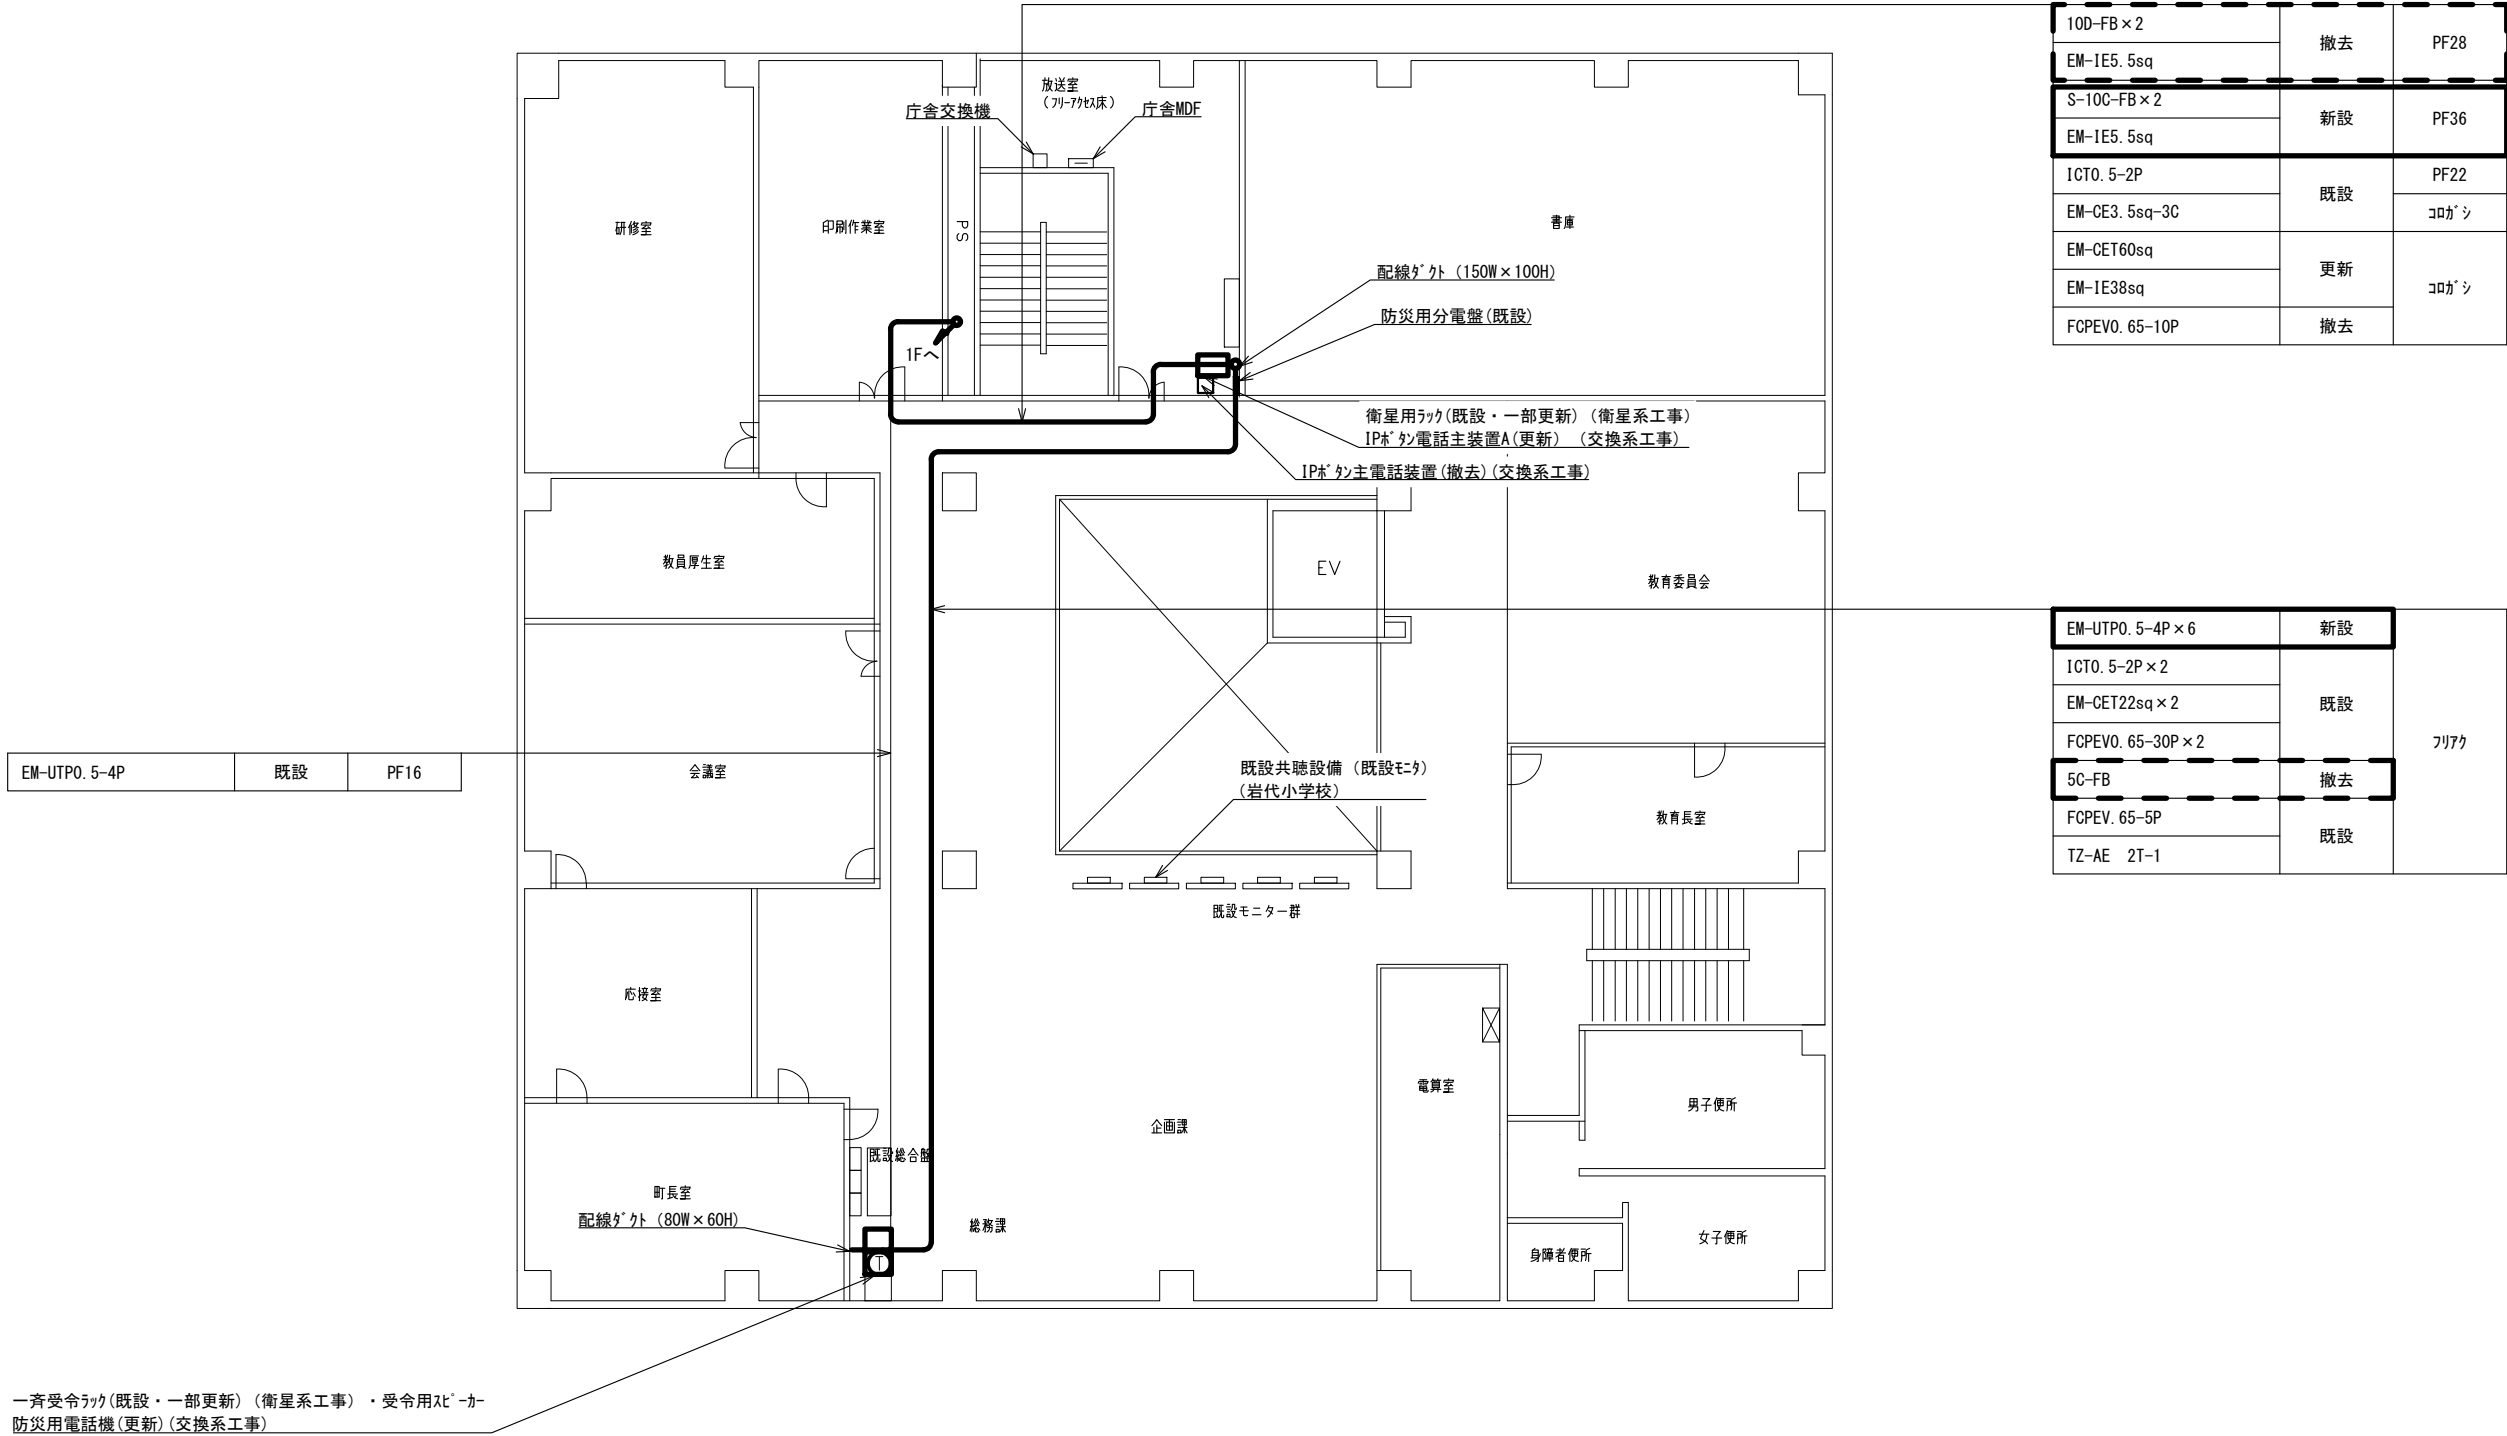 10D-FB×2
撤去
PF28
EM-IE5.5sq
S-10C-FB×2
新設
PF36
EM-IE5.5sq
ICT0.5-2P
既設
PF22
EM-CE3.5sq-3C
ｺﾛｶﾞｼ
EM-CET60sq
更新
EM-IE38sq
ｺﾛｶﾞｼ
FCPEV0.65-10P
撤去
放送室
(ﾌﾘｰｱｸｾｽ床)
庁舎交換機
庁舎MDF
研修室
印刷作業室
PS
書庫
配線ﾀﾞｸﾄ (150W×100H)
防災用分電盤(既設)
1Fへ
衛星用ﾗｯｸ(既設・一部更新) (衛星系工事)
IPﾎﾞﾀﾝ電話主装置A(更新) (交換系工事)
IPﾎﾞﾀﾝ主電話装置(撤去)(交換系工事)
教員厚生室
EV
教育委員会
EM-UTP0.5-4P×6
新設
ICT0.5-2P×2
EM-CET22sq×2
既設
FCPEV0.65-30P×2
ﾌﾘｱｸ
5C-FB
撤去
FCPEV.65-5P
既設
TZ-AE 2T-1
EM-UTP0.5-4P
既設
PF16
会議室
既設共聴設備 (既設ﾓﾆﾀ)
(岩代小学校)
教育長室
既設モニター群
応接室
電算室
男子便所
企画課
既設総合盤
町長室
配線ﾀﾞｸﾄ (80W×60H)
総務課
身障者便所
女子便所
T
一斉受令ﾗｯｸ(既設・一部更新) (衛星系工事) ・受令用ｽﾋﾟｰｶｰ
防災用電話機(更新)(交換系工事)